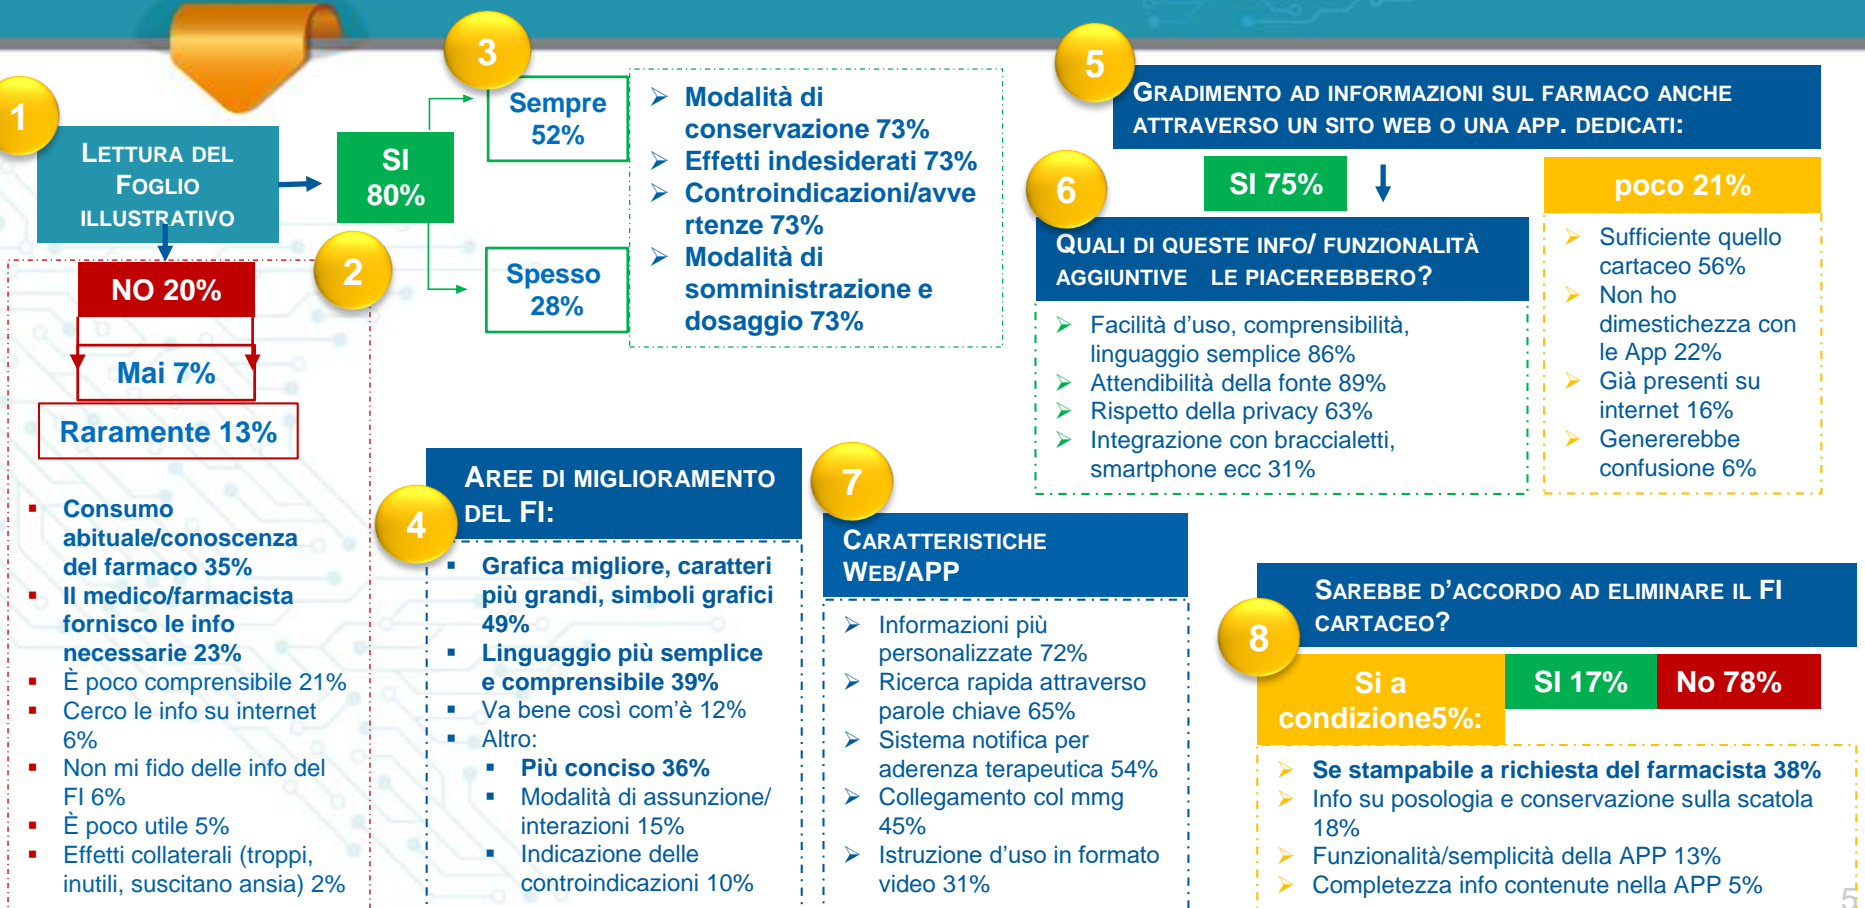 1
LETTURA DEL
FOGLIO
ILLUSTRATIVO
SI
80%
3
Sempre
52%
Spesso
28%
Modalità di
conservazione 73%
Effetti indesiderati 73%
Controindicazioni/avve
rtenze 73%
Modalità di
somministrazione e
dosaggio 73%
2
NO 20%
Mai 7%
Raramente 13%
Consumo
abituale/conoscenza
del farmaco 35%
Il medico/farmacista
fornisco le info
necessarie 23%
È poco comprensibile 21%
Cerco le info su internet
6%
Non mi fido delle info del
FI 6%
È poco utile 5%
Effetti collaterali (troppi,
inutili, suscitano ansia) 2%
4
AREE DI MIGLIORAMENTO
DEL FI:
Grafica migliore, caratteri
più grandi, simboli grafici
49%
Linguaggio più semplice
e comprensibile 39%
Va bene così com'è 12%
Altro:
Più conciso 36%
Modalità di assunzione/
interazioni 15%
Indicazione delle
controindicazioni 10%
5
GRADIMENTO AD INFORMAZIONI SUL FARMACO ANCHE
ATTRAVERSO UN SITO WEB O UNA APP. DEDICATI:
SI 75%
poco 21%
6
QUALI DI QUESTE INFO/ FUNZIONALITÀ
AGGIUNTIVE LE PIACEREBBERO?
Facilità d'uso, comprensibilità,
linguaggio semplice 86%
Attendibilità della fonte 89%
Rispetto della privacy 63%
Integrazione con braccialetti,
smartphone ecc 31%
Sufficiente quello
cartaceo 56%
Non ho
dimestichezza con
le App 22%
Già presenti su
internet 16%
Genererebbe
confusione 6%
7
CARATTERISTICHE
WEB/APP
Informazioni più
personalizzate 72%
Ricerca rapida attraverso
parole chiave 65%
Sistema notifica per
aderenza terapeutica 54%
Collegamento col mmg
45%
Istruzione d'uso in formato
video 31%
8
SAREBBE D'ACCORDO AD ELIMINARE IL FI
CARTACEO?
Si a
condizione5%:
SI 17%
No 78%
Se stampabile a richiesta del farmacista 38%
Info su posologia e conservazione sulla scatola
18%
Funzionalità/semplicità della APP 13%
Completezza info contenute nella APP 5%
5